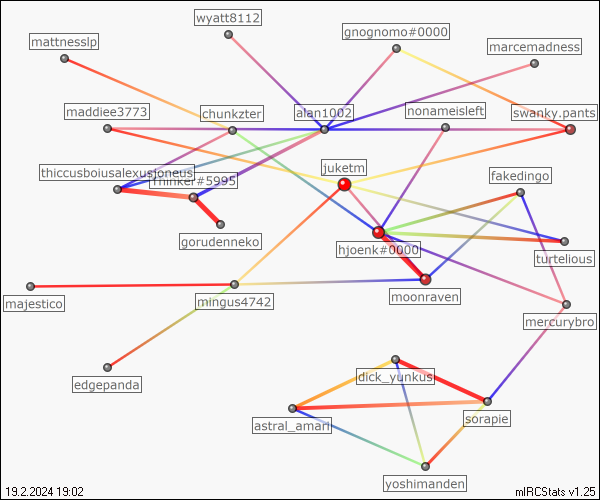 wyatt8112
mattnesslp
gnognomo#0000
marcemadness
maddiee3773
chunkzter
alan1002
nonameisleft
swanky.pants
juketm
thiccusboiusalexusjoneus
Thinker#5995
fakedingo
gorudenneko
hjoenk#0000
turtelious
majestico
mingus4742
moonraven
mercurybro
edgepanda
dick_yunkus
astral_amari
sorapie
yoshimanden
19.2.2024 19:02
mIRCStats v1.25